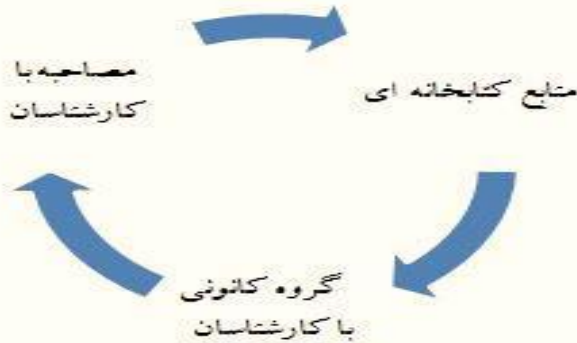 مصاحبه با
کارشناسان
منابع کتابخانه ای
گروه کانونی
با کارشناسان